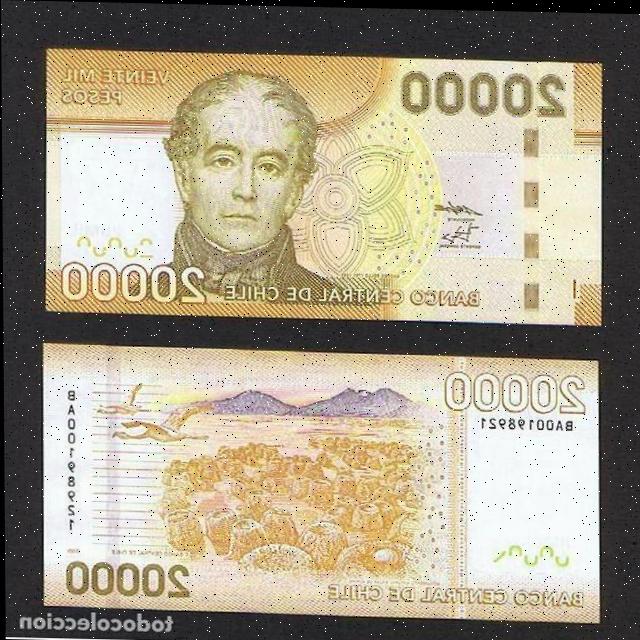 VEINTE MIL
PESOS
20000
20000
BANCO CENTRAL DE CHILE
20000
BA00198921
BA00198921
20000
BANCO CENTRAL DE CHILE
todocoleccion